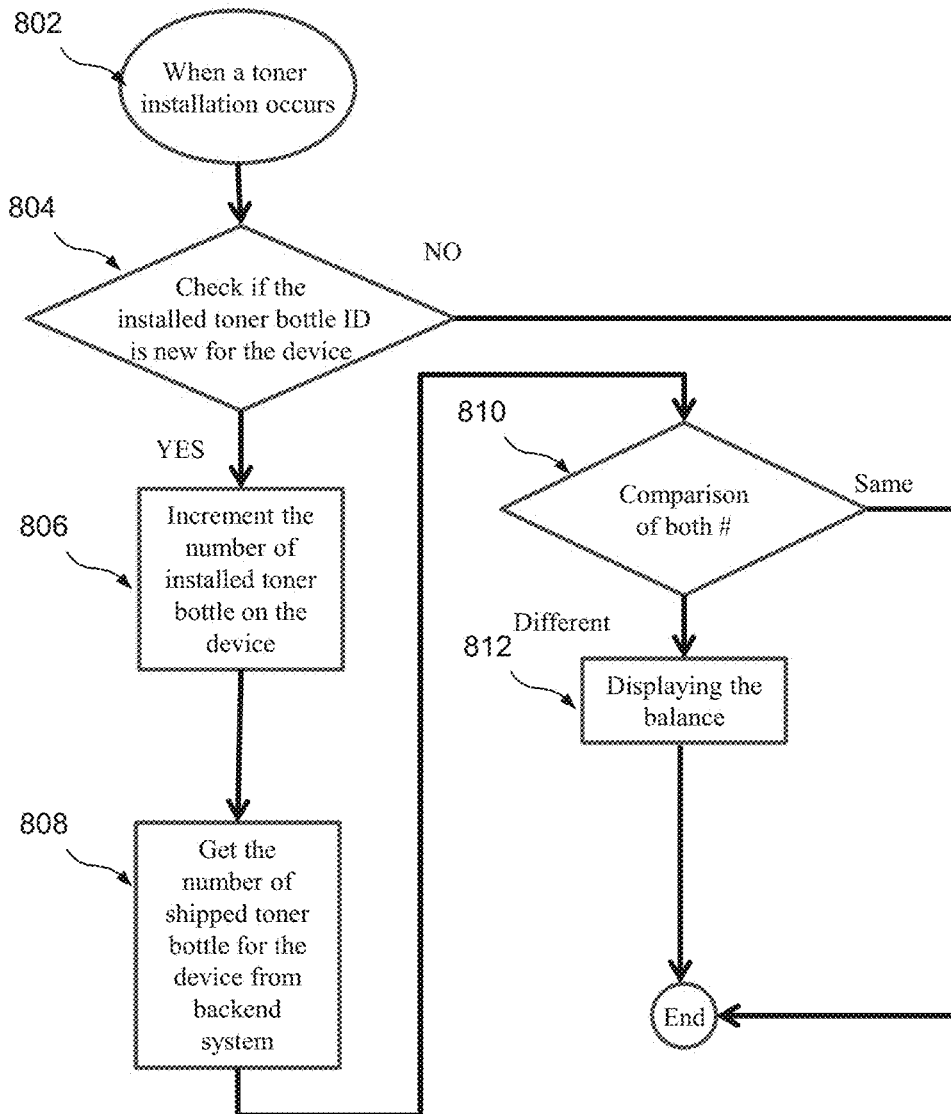 802
When a toner
installation occurs
804
NO
Check if the
installed toner bottle ID
is new for the device
YES
806
Increment the
number of
installed toner
bottle on the
device
808
Get the
number of
shipped toner
bottle for the
device from
backend
system
810
Same
Comparison
of both #
Different
812
Displaying the
balance
End